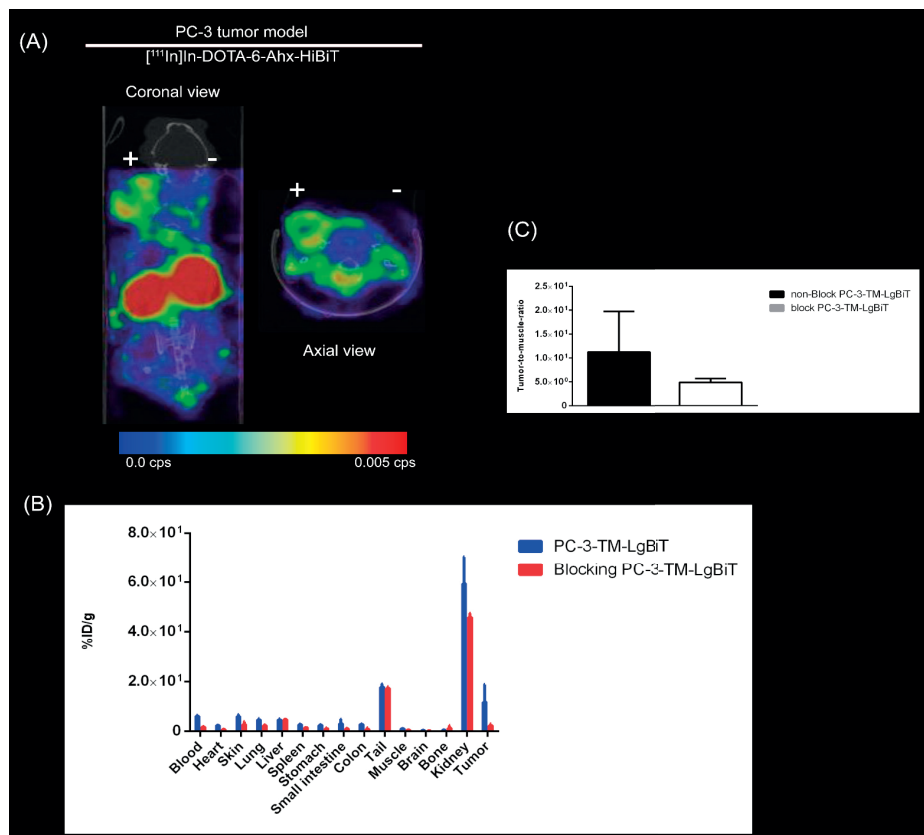 (A)
PC-3 tumor model
[¹¹¹In]In-DOTA-6-Ahx-HiBiT
Coronal view
+ -
+ -
Axial view
0.0 cps 0.005 cps
(C)
Tumor-to-muscle-ratio
2.5×10¹
2.0×10¹
1.5×10¹
1.0×10¹
5.0×10⁰
0
non-Block PC-3-TM-LgBiT
block PC-3-TM-LgBiT
(B)
%ID/g
8.0×10¹
6.0×10¹
4.0×10¹
2.0×10¹
0
PC-3-TM-LgBiT
Blocking PC-3-TM-LgBiT
Blood
Heart
Skin
Lung
Liver
Spleen
Stomach
Small intestine
Colon
Tail
Muscle
Brain
Bone
Kidney
Tumor